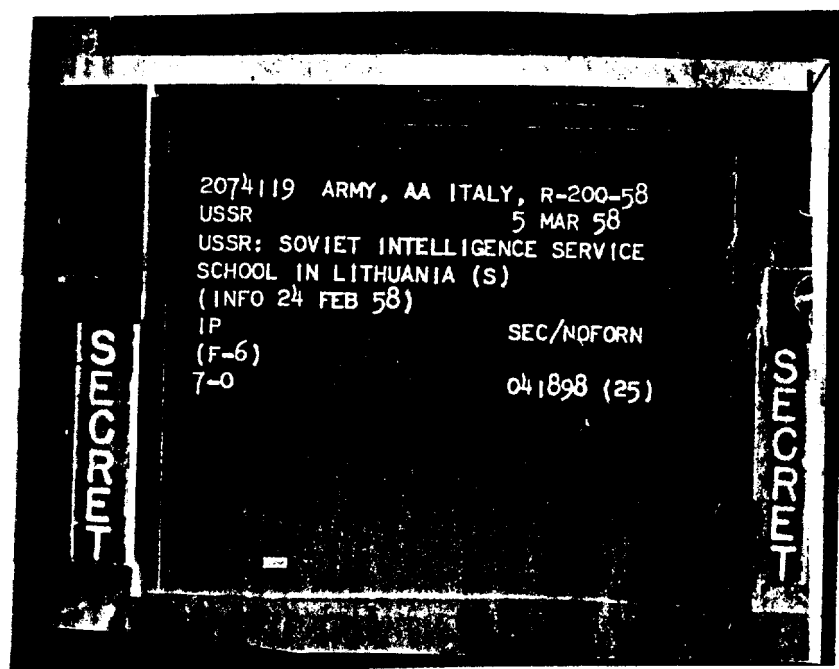 2074119 ARMY, AA ITALY, R-200-58
USSR 5 MAR 58
USSR: SOVIET INTELLIGENCE SERVICE
SCHOOL IN LITHUANIA (S)
(INFO 24 FEB 58)
IP SEC/NOFORN
(F-6)
7-0 041898 (25)
SECRET
SECRET